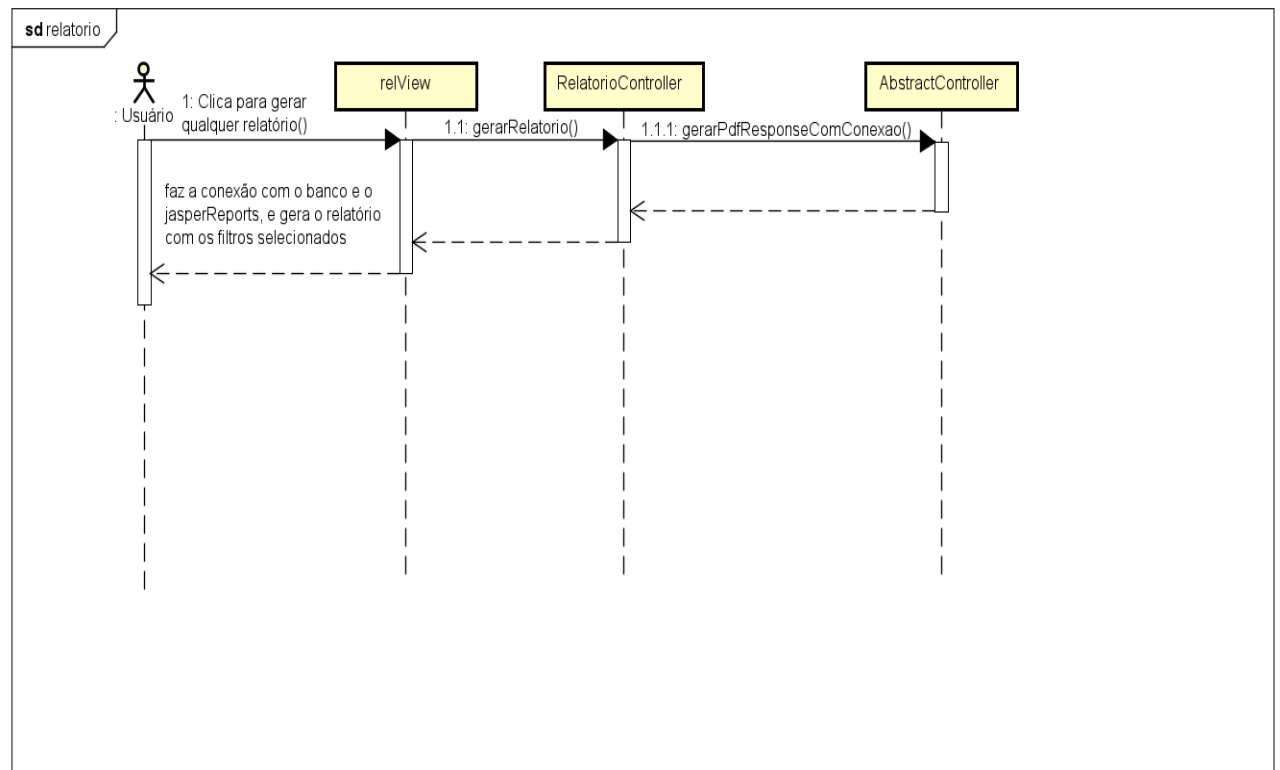 sd relatorio
: Usuário
relView
RelatorioController
AbstractController
1: Clica para gerar
qualquer relatório()
1.1: gerarRelatorio()
1.1.1: gerarPdfResponseComConexao()
faz a conexão com o banco e o
jasperReports, e gera o relatório
com os filtros selecionados